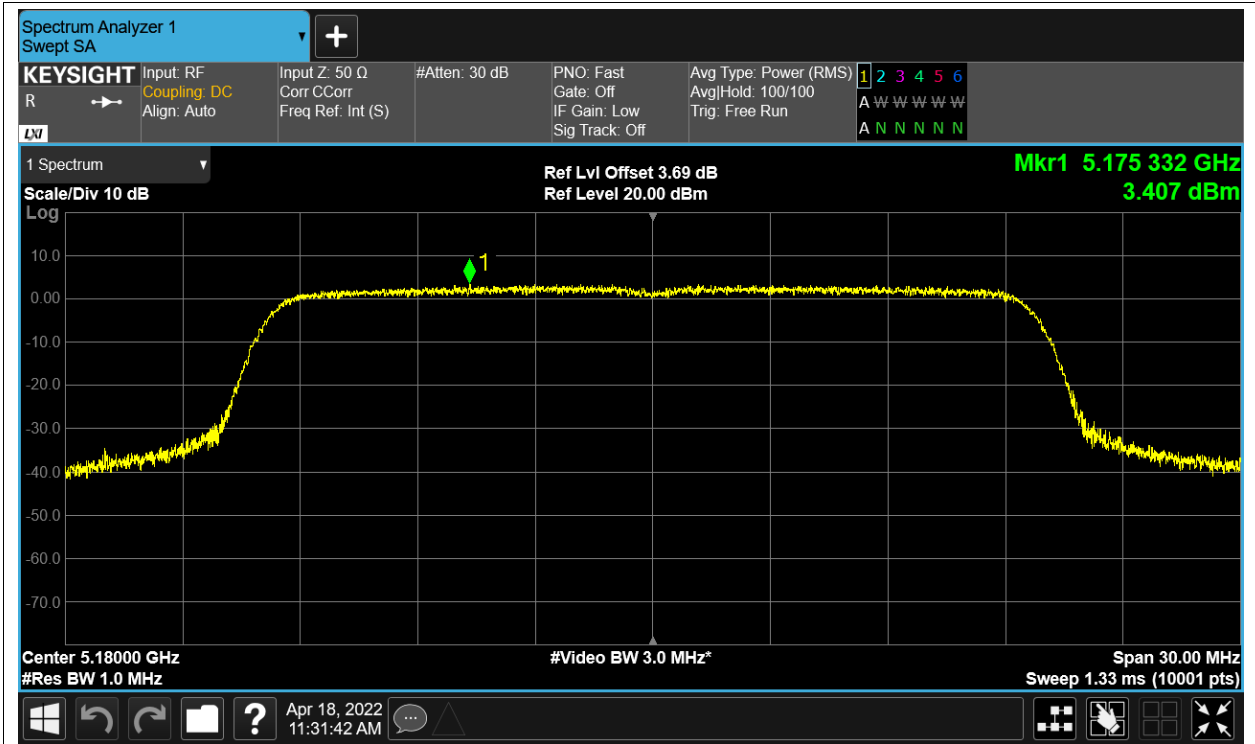 Spectrum Analyzer 1
Swept SA
KEYSIGHT
R
LXI
Input: RF
Coupling: DC
Align: Auto
Input Z: 50 Ω
Corr CCorr
Freq Ref: Int (S)
#Atten: 30 dB
PNO: Fast
Gate: Off
IF Gain: Low
Sig Track: Off
Avg Type: Power (RMS)
Avg|Hold: 100/100
Trig: Free Run
1 2 3 4 5 6
A W W W W W
A N N N N N
1 Spectrum
Scale/Div 10 dB
Log
Ref Lvl Offset 3.69 dB
Ref Level 20.00 dBm
Mkr1 5.175 332 GHz
3.407 dBm
1
10.0
0.00
-10.0
-20.0
-30.0
-40.0
-50.0
-60.0
-70.0
Center 5.18000 GHz
#Res BW 1.0 MHz
#Video BW 3.0 MHz*
Span 30.00 MHz
Sweep 1.33 ms (10001 pts)
?
Apr 18, 2022
11:31:42 AM